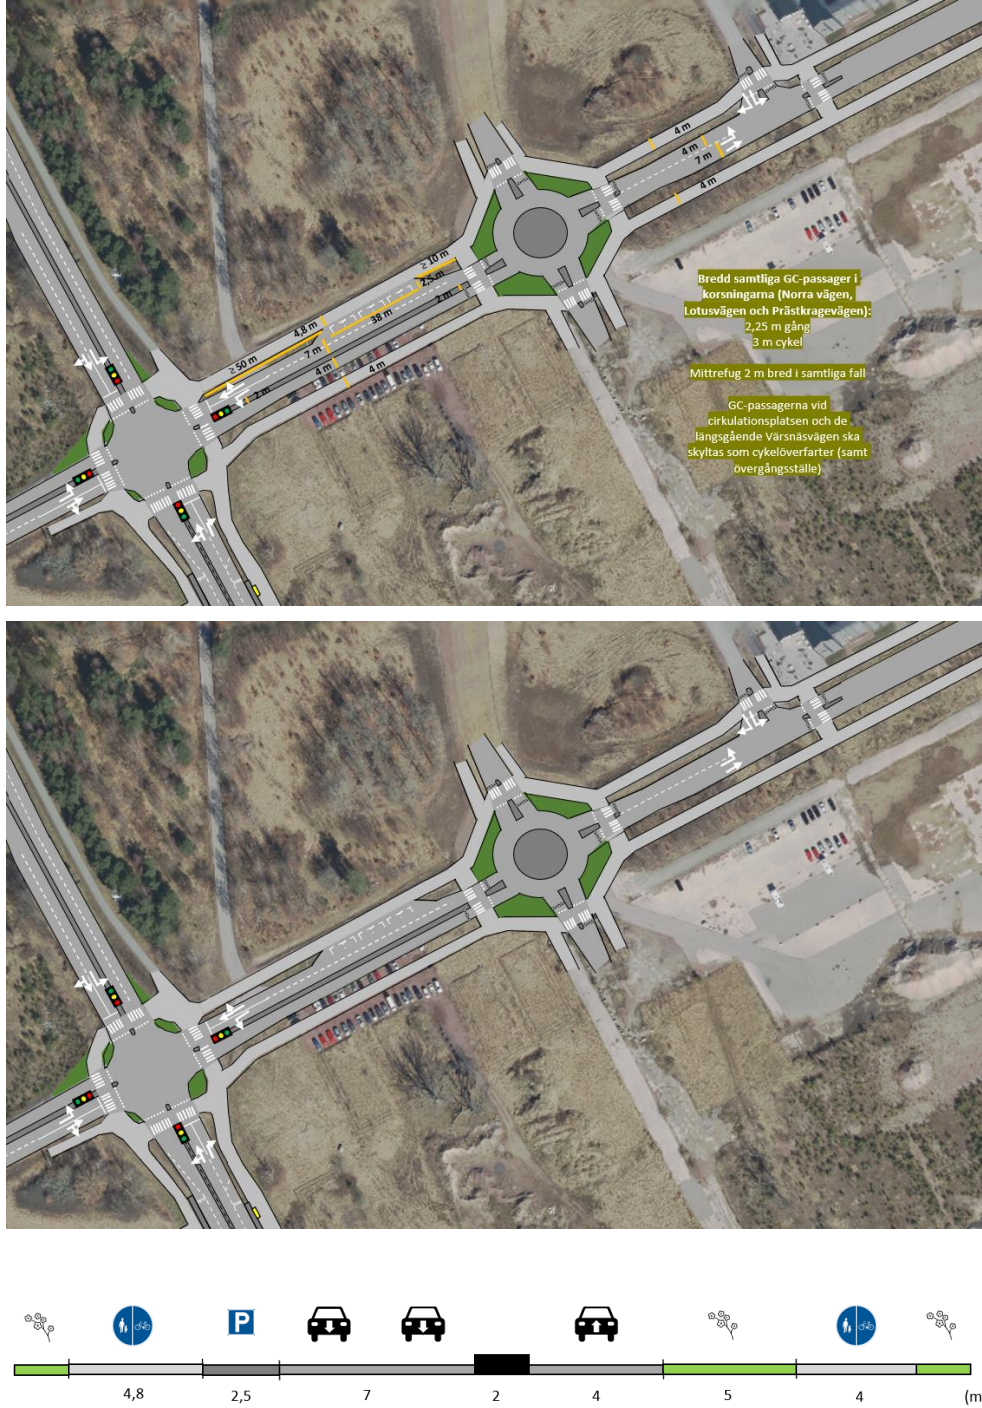 4 m
4 m
7 m
4 m
≥ 10 m
2,5 m
2 m
38 m
4,8 m
7 m
≥ 50 m
4 m
4 m
2 m
Bredd samtliga GC-passager i
korsningarna (Norra vägen,
Lotusvägen och Prästkragevägen):
2,25 m gång
3 m cykel
Mittrefug 2 m bred i samtliga fall
GC-passagerna vid
cirkulationsplatsen och de
längsgående Värsnäsvägen ska
skyltas som cykelöverfarter (samt
övergångsställe)
P
4,8 2,5 7 2 4 5 4 (m